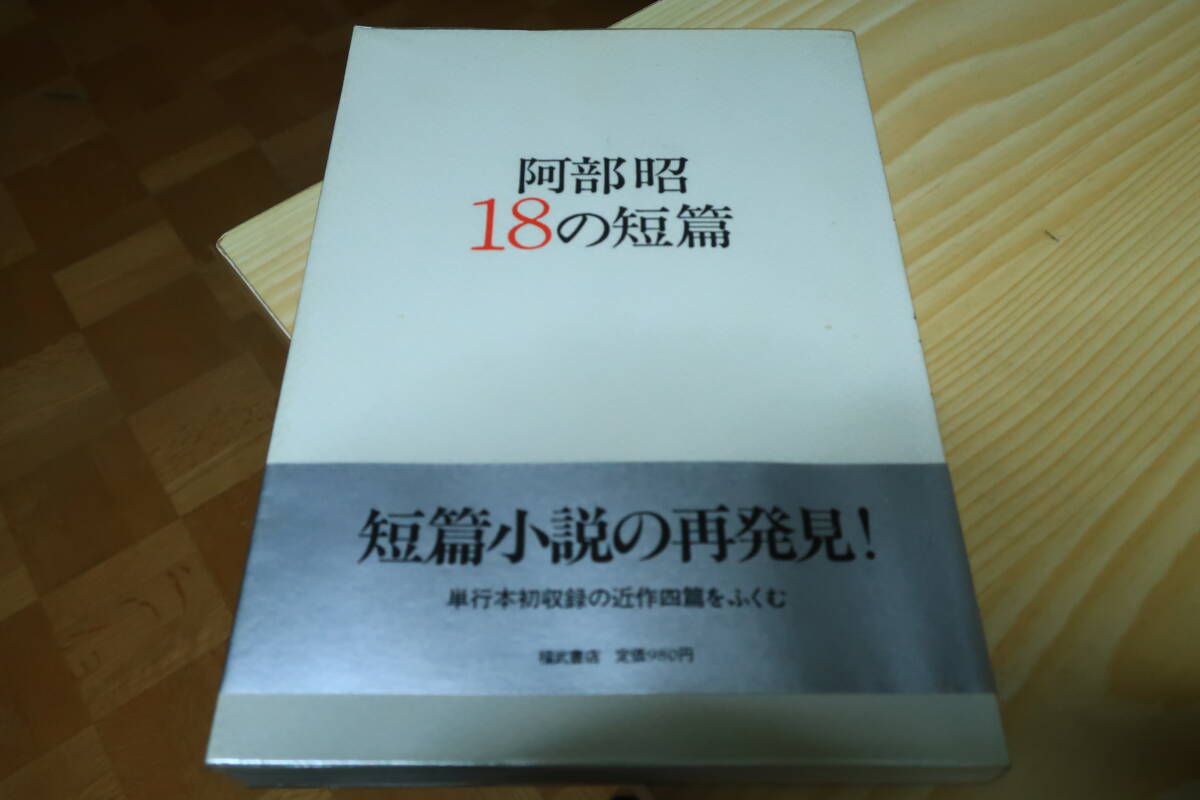 阿部昭
18の短篇
短篇小説の再発見!
単行本初収録の近作四篇をふくむ
福武書店 定価980円